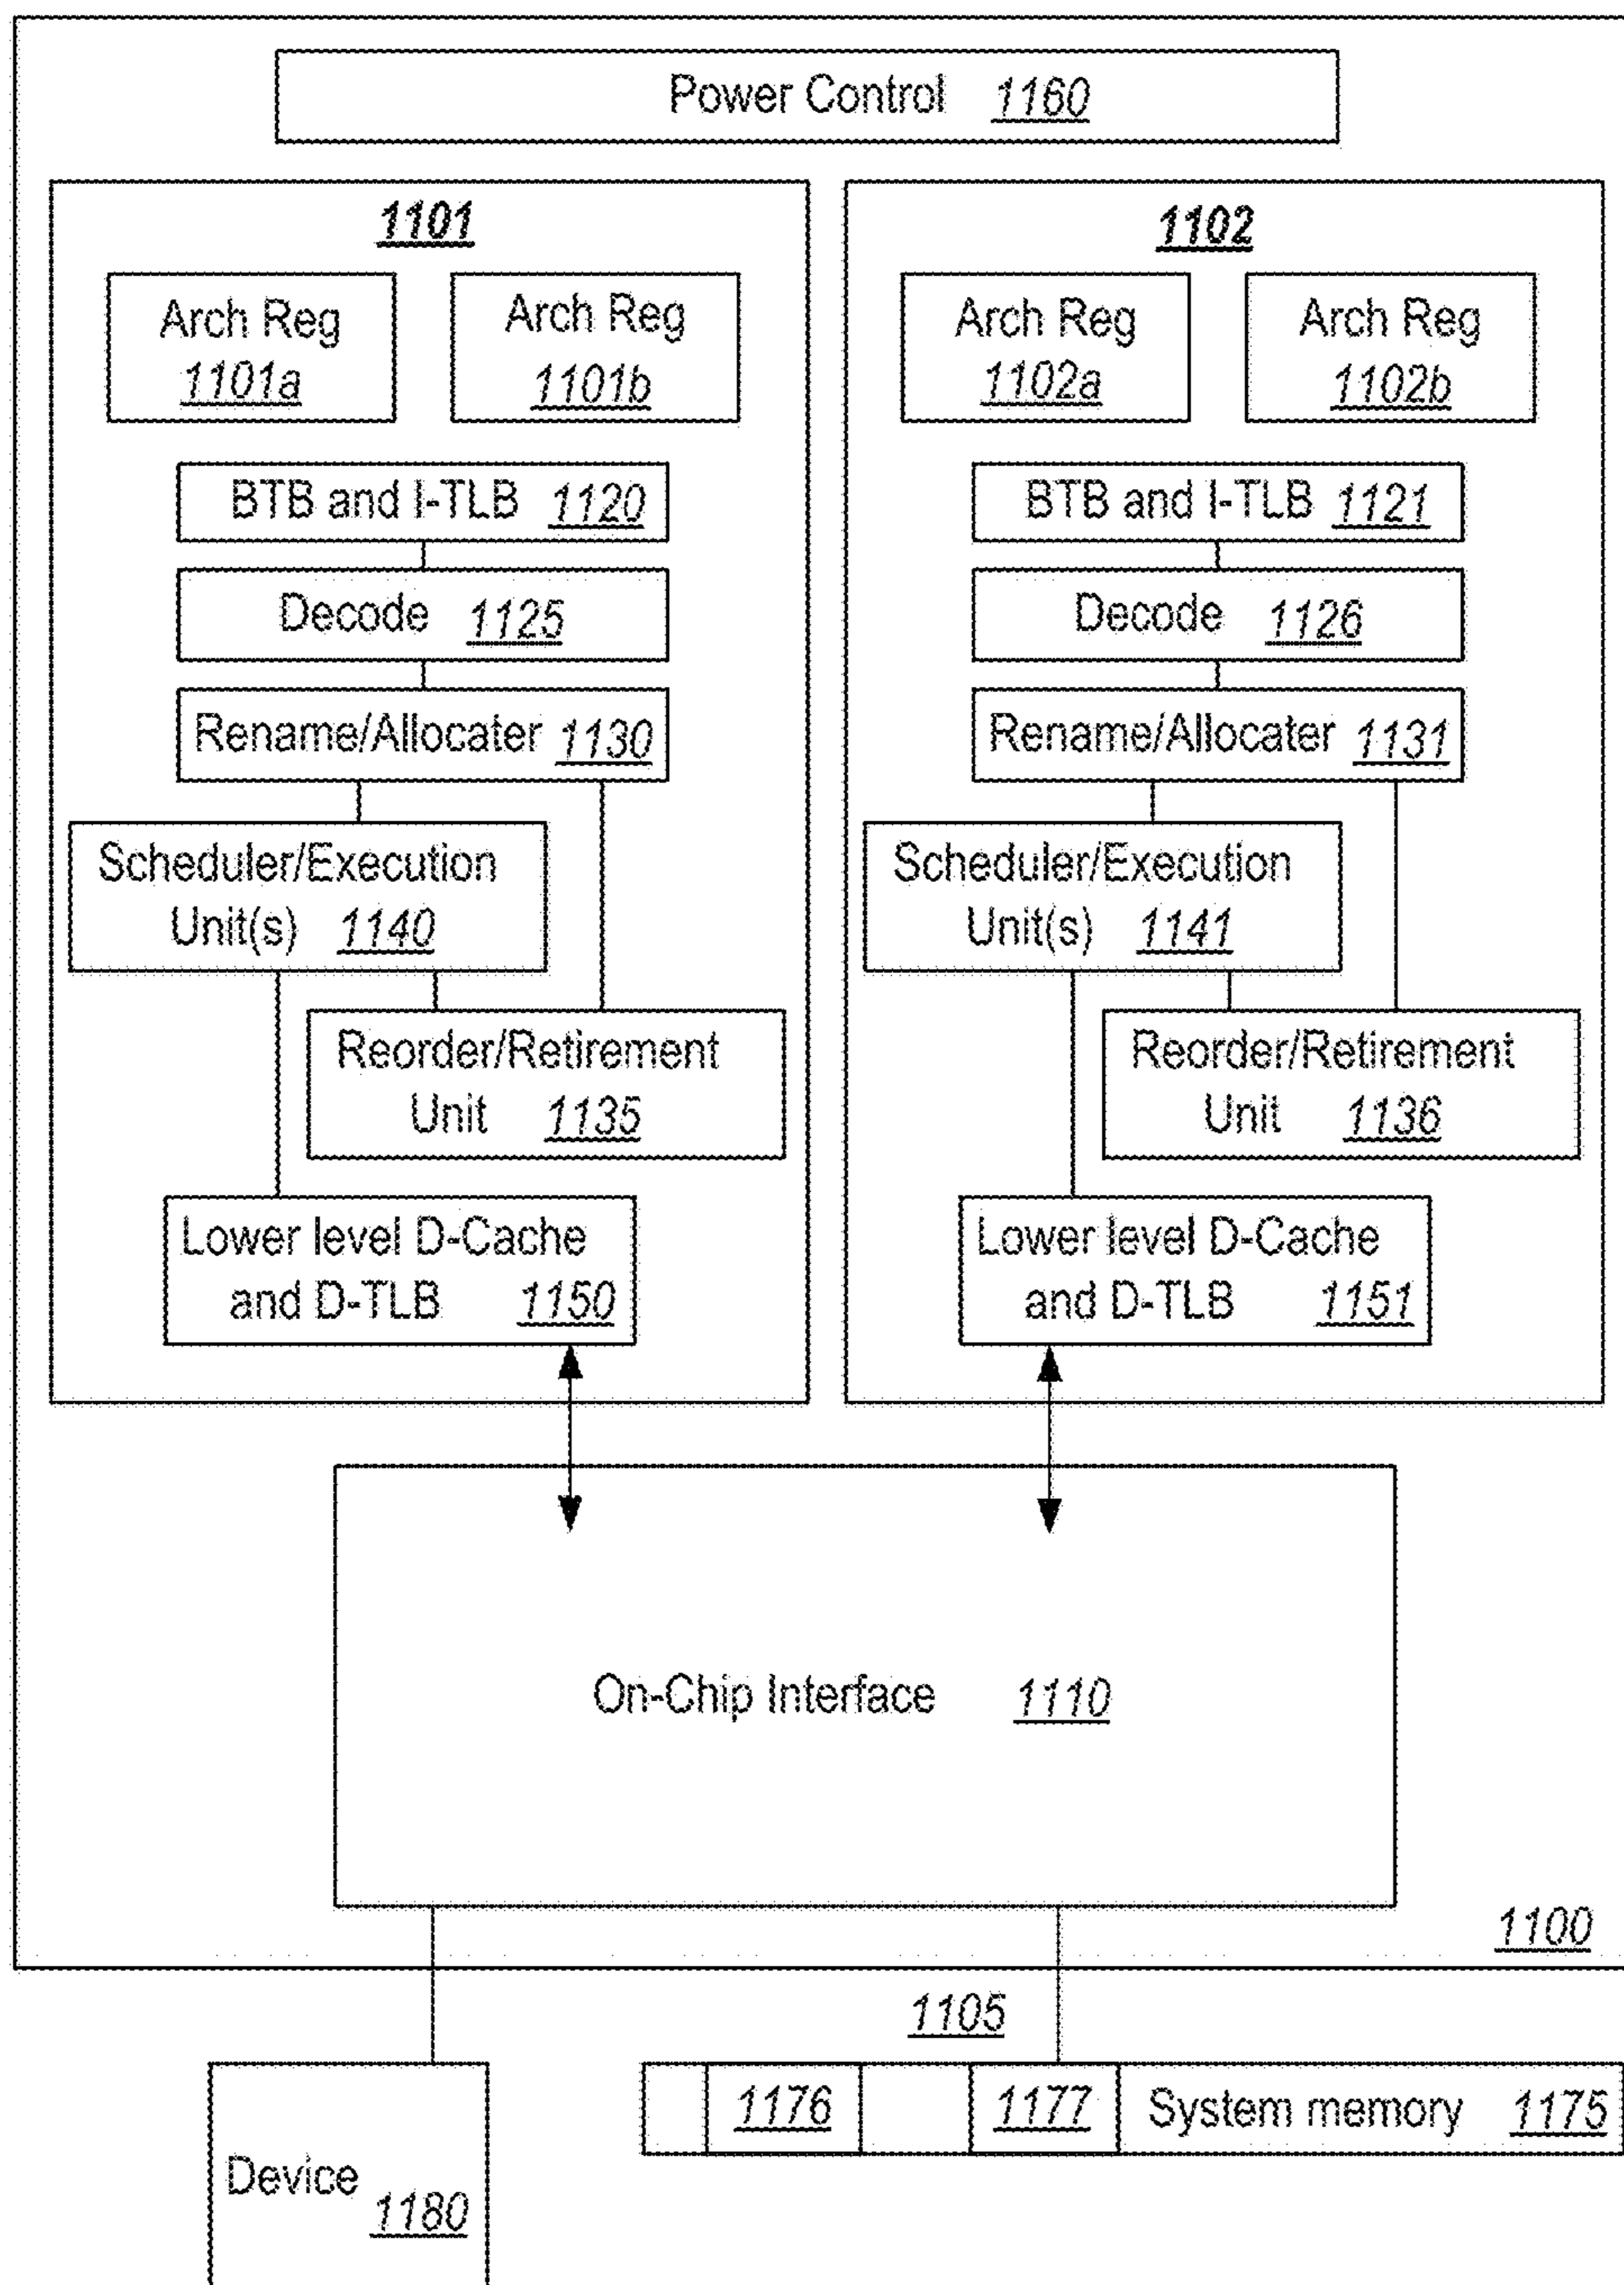 Power Control 1160
1101
Arch Reg
1101a
Arch Reg
1101b
BTB and I-TLB 1120
Decode 1125
Rename/Allocater 1130
Scheduler/Execution
Unit(s) 1140
Reorder/Retirement
Unit 1135
Lower level D-Cache
and D-TLB 1150
1102
Arch Reg
1102a
Arch Reg
1102b
BTB and I-TLB 1121
Decode 1126
Rename/Allocater 1131
Scheduler/Execution
Unit(s) 1141
Reorder/Retirement
Unit 1136
Lower level D-Cache
and D-TLB 1151
On-Chip Interface 1110
1100
1105
1176
1177
System memory 1175
Device 1180